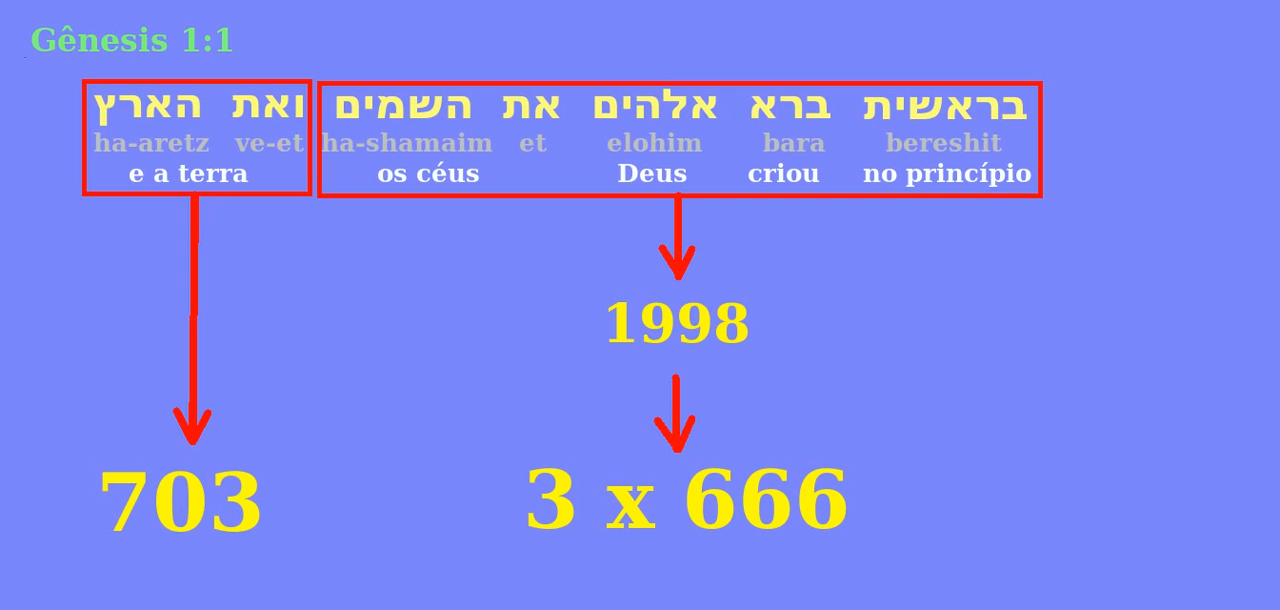 Gênesis 1:1
בראשית ברא אלהים את השמים ואת הארץ
ha-aretz ve-et ha-shamaim et elohim bara bereshit
e a terra os céus Deus criou no princípio
1998
703 3 x 666